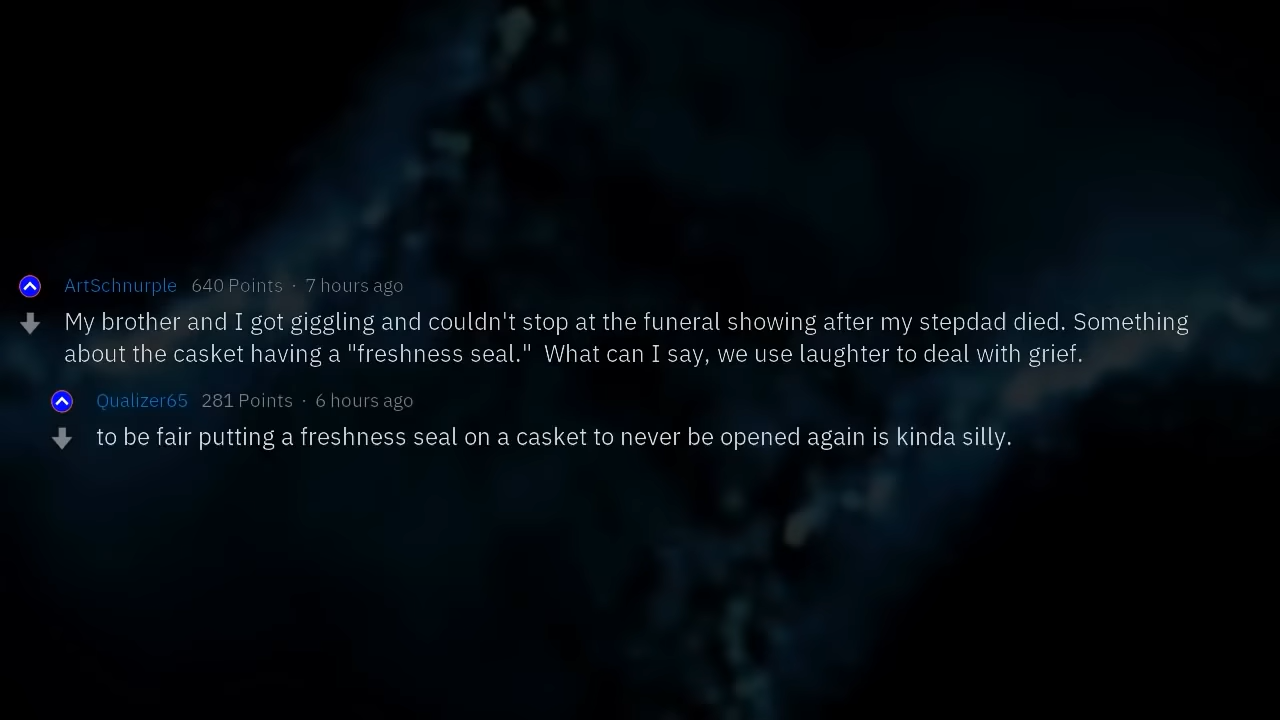 ArtSchnurple 640 Points · 7 hours ago
My brother and I got giggling and couldn't stop at the funeral showing after my stepdad died. Something
about the casket having a "freshness seal."  What can I say, we use laughter to deal with grief.
Qualizer65 281 Points · 6 hours ago
to be fair putting a freshness seal on a casket to never be opened again is kinda silly.